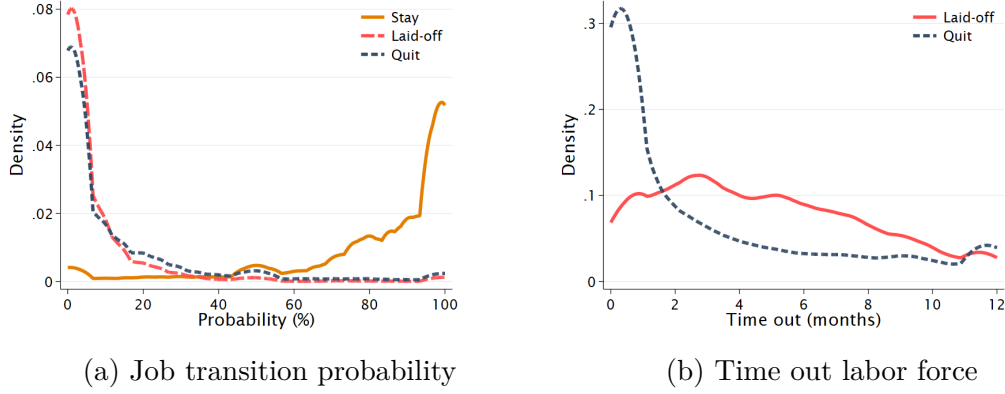 .08
.06
.04
.02
0
Density
0 20 40 60 80 100
Probability (%)
Stay
Laid-off
Quit
(a) Job transition probability
.3
.2
.1
0
Density
0 2 4 6 8 10 12
Time out (months)
Laid-off
Quit
(b) Time out labor force